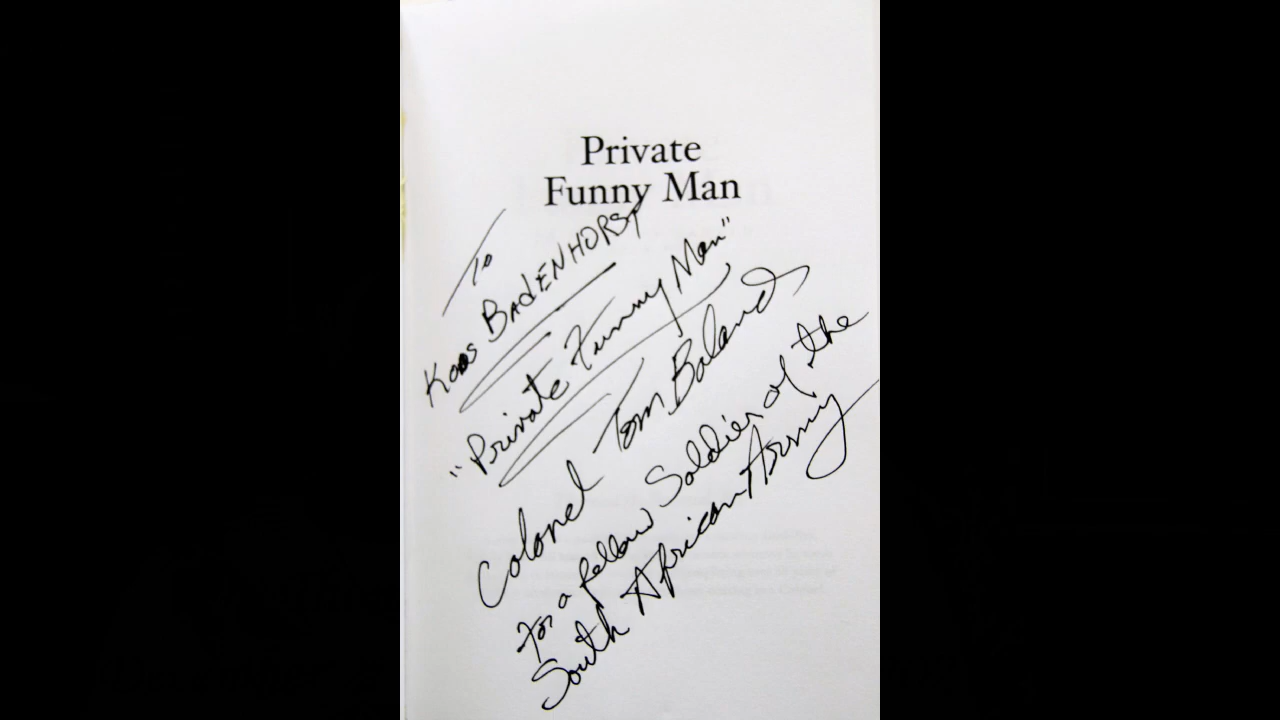 Private
Funny Man
To
Koos BADENHORST
"Private Funny Man"
Colonel Tom Boland
For a fellow Soldier of the
South African Army